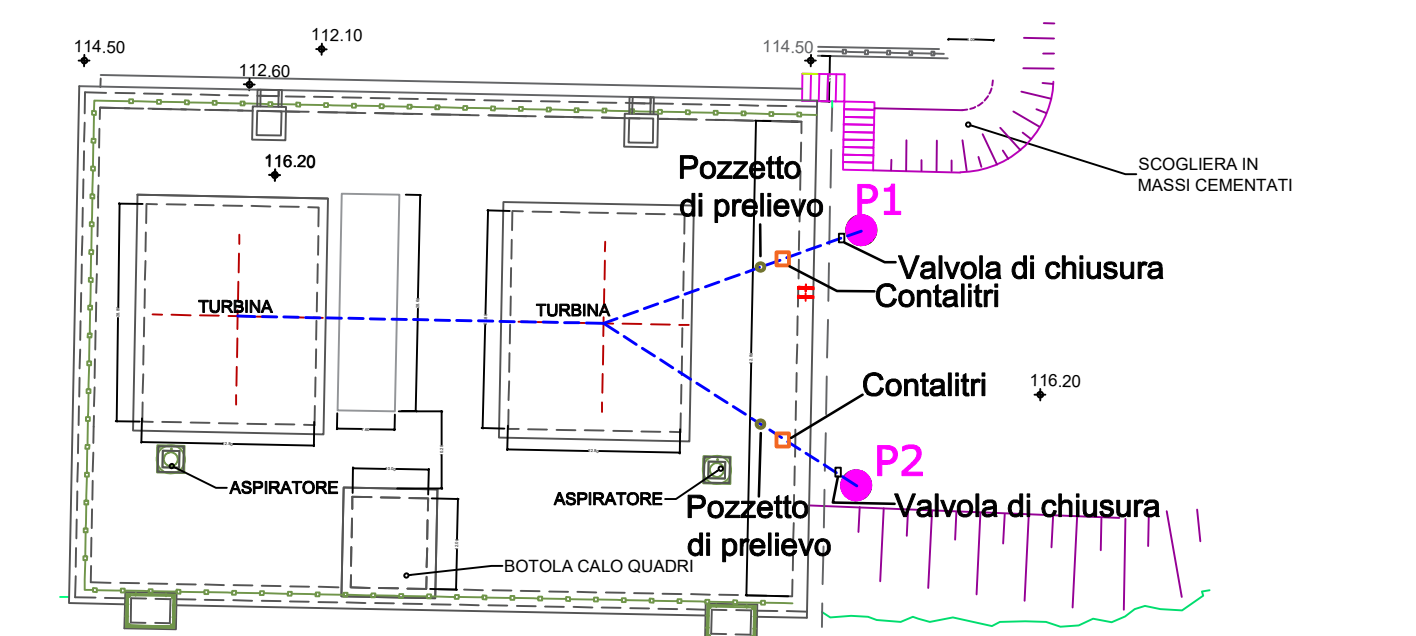 112.10
114.50
114.50
112.60
SCOGLIERA IN
MASSI CEMENTATI
116.20
Pozzetto
di prelievo
P1
Valvola di chiusura
Contalitri
TURBINA
TURBINA
Contalitri
116.20
P2
ASPIRATORE
ASPIRATORE
Valvola di chiusura
Pozzetto
di prelievo
BOTOLA CALO QUADRI